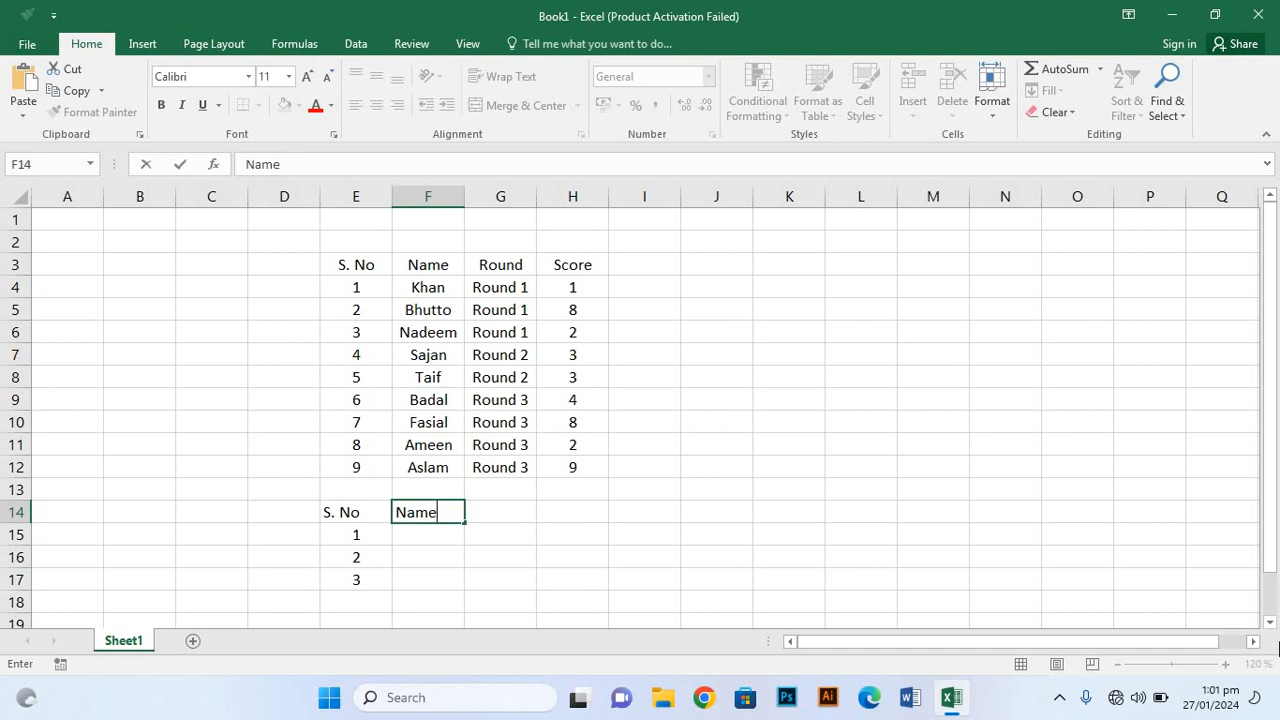 Book1 - Excel (Product Activation Failed)
File Home Insert Page Layout Formulas Data Review View Tell me what you want to do... Sign in Share
Paste
Cut
Copy
Format Painter
Calibri 11
B I U
A
Wrap Text
Merge & Center
General
%
Conditional Formatting
Format as Table
Cell Styles
Insert
Delete
Format
AutoSum
Fill
Clear
Sort & Filter
Find & Select
Clipboard Font Alignment Number Styles Cells Editing
F14 fx Name
A B C D E F G H I J K L M N O P Q
1
2
3 S. No Name Round Score
4 1 Khan Round 1 1
5 2 Bhutto Round 1 8
6 3 Nadeem Round 1 2
7 4 Sajan Round 2 3
8 5 Taif Round 2 3
9 6 Badal Round 3 4
10 7 Fasial Round 3 8
11 8 Ameen Round 3 2
12 9 Aslam Round 3 9
13
14 S. No Name
15 1
16 2
17 3
18
19
Sheet1
Enter 120 %
Search Ps Ai 1:01 pm
27/01/2024